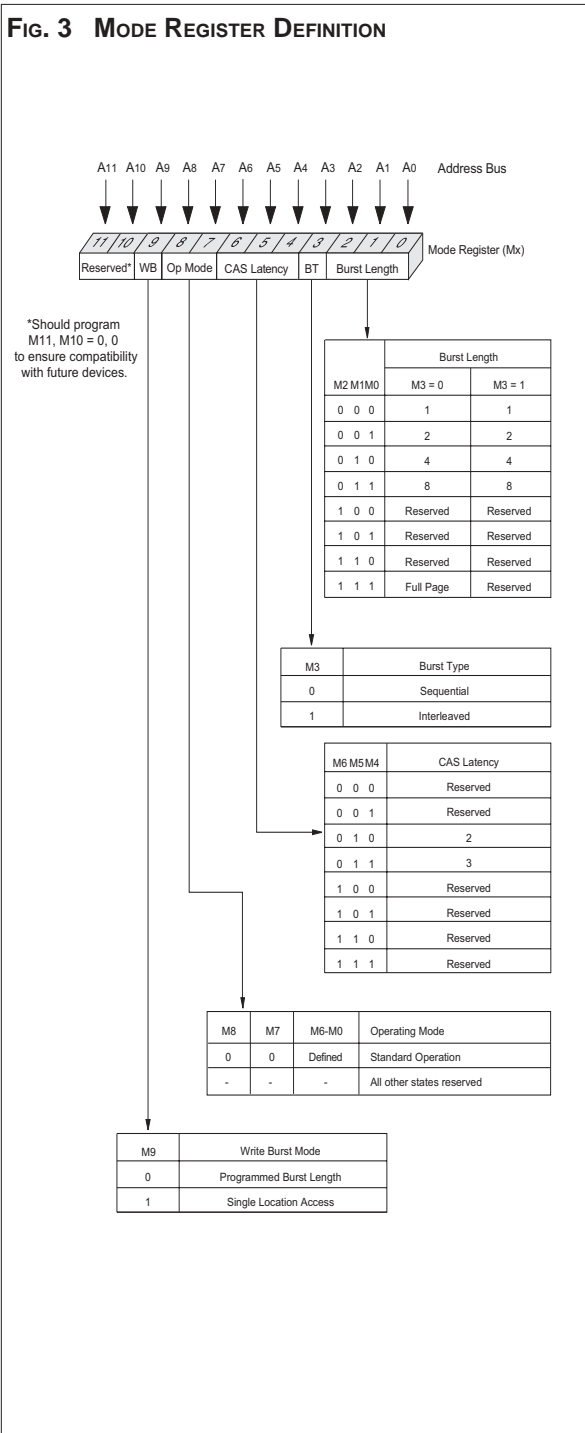 FIG. 3 MODE REGISTER DEFINITION
A11 A10 A9 A8 A7 A6 A5 A4 A3 A2 A1 A0 Address Bus
11 10 9 8 7 6 5 4 3 2 1 0
Mode Register (Mx)
Reserved* WB Op Mode CAS Latency BT Burst Length
*Should program
M11, M10 = 0, 0
to ensure compatibility
with future devices.
Burst Length
M2 M1M0 M3 = 0 M3 = 1
0 0 0 1 1
0 0 1 2 2
0 1 0 4 4
0 1 1 8 8
1 0 0 Reserved Reserved
1 0 1 Reserved Reserved
1 1 0 Reserved Reserved
1 1 1 Full Page Reserved
M3 Burst Type
0 Sequential
1 Interleaved
M6 M5 M4 CAS Latency
0 0 0 Reserved
0 0 1 Reserved
0 1 0 2
0 1 1 3
1 0 0 Reserved
1 0 1 Reserved
1 1 0 Reserved
1 1 1 Reserved
M8 M7 M6-M0 Operating Mode
0 0 Defined Standard Operation
- - - All other states reserved
M9 Write Burst Mode
0 Programmed Burst Length
1 Single Location Access